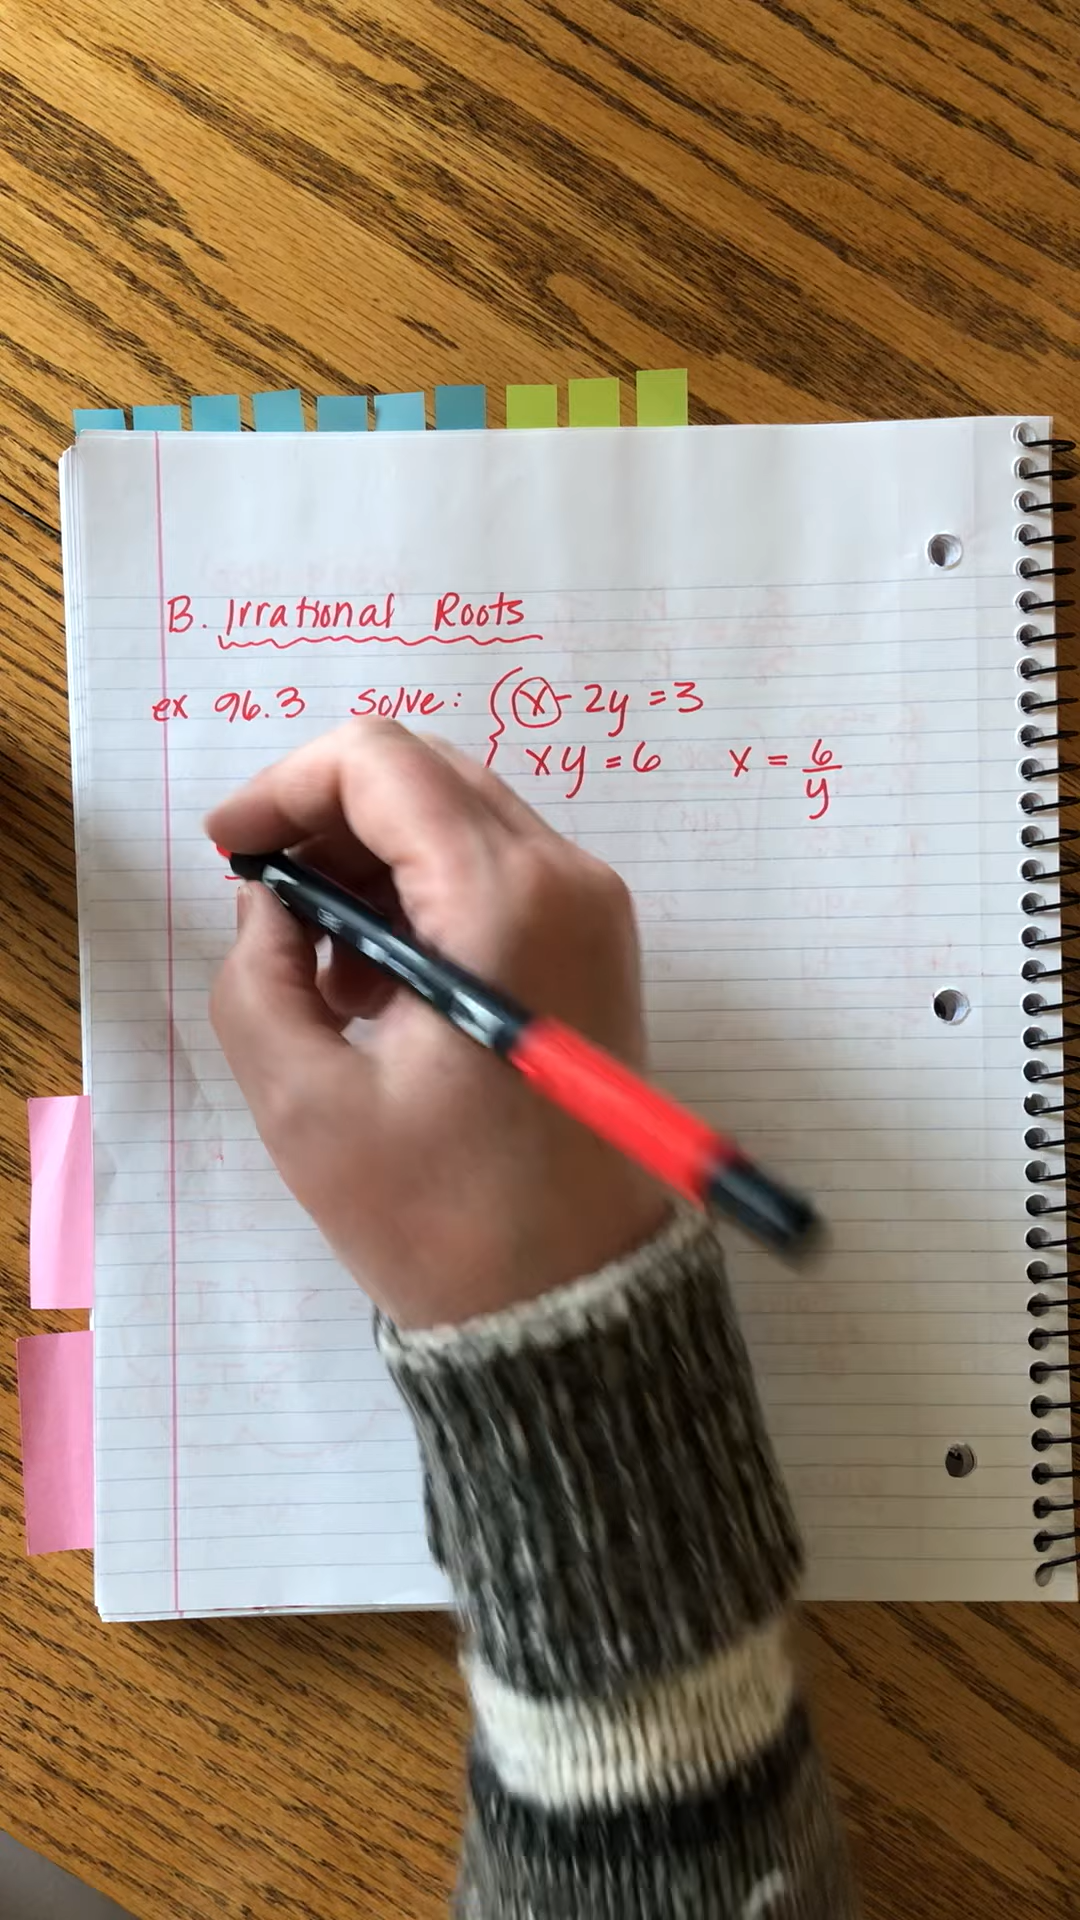 B. Irrational Roots
ex 96.3 Solve: { x - 2y = 3
xy = 6 x = 6/y